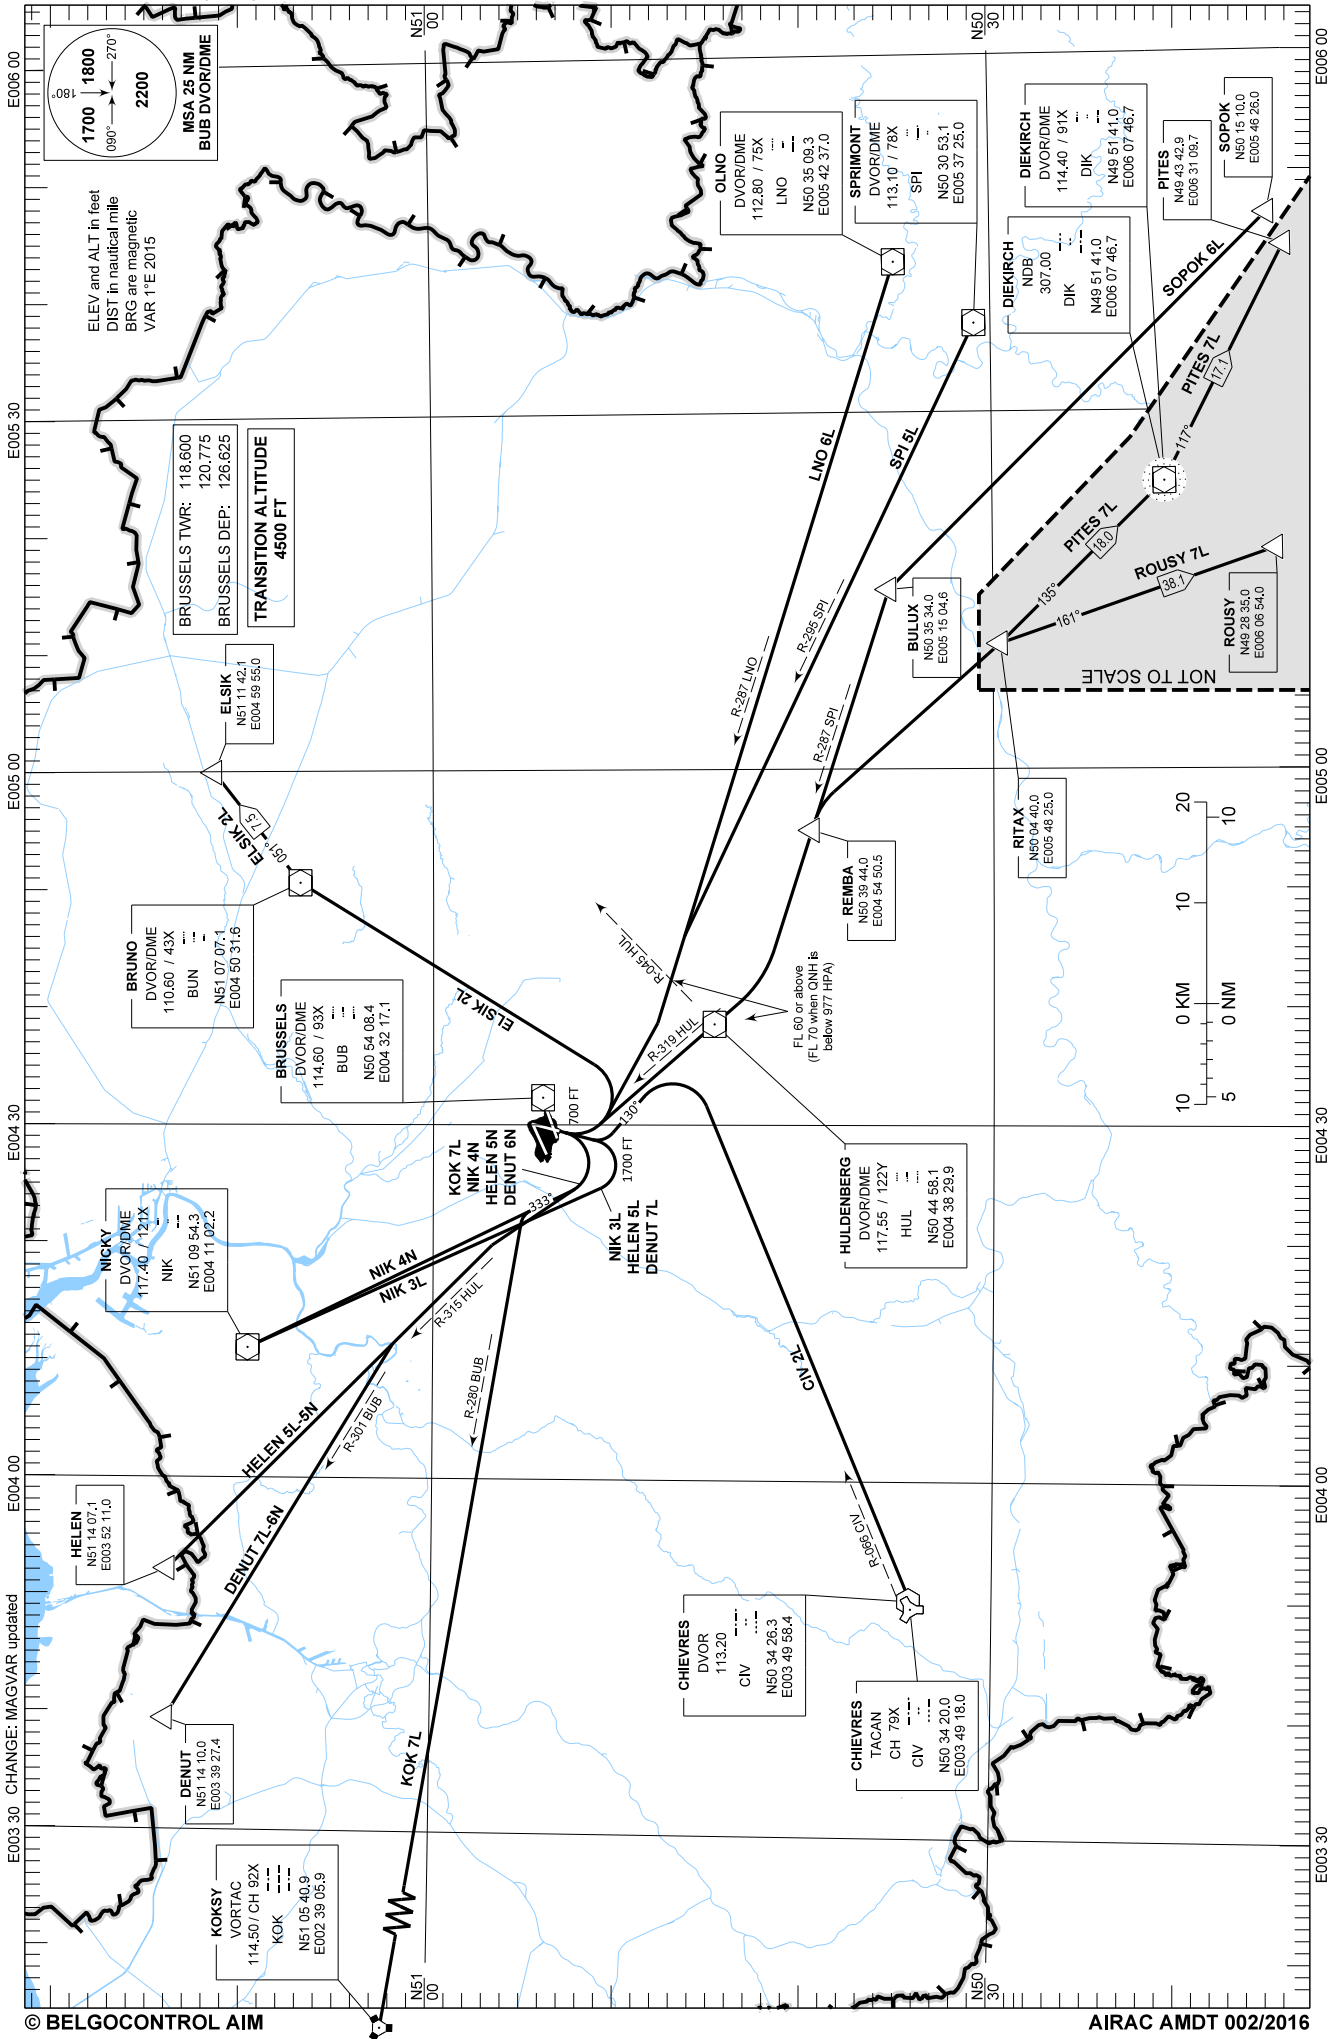 CHANGE: MAGVAR updated
E003 30
E004 00
E004 30
E005 00
E005 30
E006 00
1700
1800
2200
180°
090°
270°
MSA 25 NM
BUB DVOR/DME
ELEV and ALT in feet
DIST in nautical mile
BRG are magnetic
VAR 1°E 2015
BRUSSELS TWR: 118.600
120.775
BRUSSELS DEP: 126.625
TRANSITION ALTITUDE
4500 FT
KOKSY
VORTAC
114.50 / CH 92X
KOK
N51 05 40.9
E002 39 05.9
DENUT
N51 14 10.0
E003 39 27.4
HELEN
N51 14 07.1
E003 52 11.0
NICKY
DVOR/DME
117.40 / 121X
NIK
N51 09 54.3
E004 11 02.2
BRUNO
DVOR/DME
110.60 / 43X
BUN
N51 07 07.1
E004 50 31.6
ELSIK
N51 11 42.1
E004 59 55.0
BRUSSELS
DVOR/DME
114.60 / 93X
BUB
N50 54 08.4
E004 32 17.1
OLNO
DVOR/DME
112.80 / 75X
LNO
N50 35 09.3
E005 42 37.0
SPRIMONT
DVOR/DME
113.10 / 78X
SPI
N50 30 53.1
E005 37 25.0
DIEKIRCH
DVOR/DME
114.40 / 91X
DIK
N49 51 41.0
E006 07 46.7
DIEKIRCH
NDB
307.00
DIK
N49 51 41.0
E006 07 46.7
PITES
N49 43 42.9
E006 31 09.7
SOPOK
N50 15 10.0
E005 46 26.0
BULUX
N50 35 34.0
E005 15 04.6
ROUSY
N49 28 35.0
E006 06 54.0
RITAX
N50 04 40.0
E005 48 25.0
REMBA
N50 39 44.0
E004 54 50.5
HULDENBERG
DVOR/DME
117.55 / 122Y
HUL
N50 44 58.1
E004 38 29.9
CHIEVRES
DVOR
113.20
CIV
N50 34 26.3
E003 49 58.4
CHIEVRES
TACAN
CH 79X
CIV
N50 34 20.0
E003 49 18.0
KOK 7L
DENUT 7L-6N
HELEN 5L-5N
NIK 4N
NIK 3L
R-315 HUL
R-301 BUB
R-280 BUB
333°
KOK 7L
NIK 4N
HELEN 5N
DENUT 6N
NIK 3L
HELEN 5L
DENUT 7L
700 FT
1700 FT
130°
ELSIK 2L
ELSIK 2L
051°
7.5
R-045 HUL
R-319 HUL
FL 60 or above
(FL 70 when QNH is
below 977 HPA)
CIV 2L
R-066 CIV
LNO 6L
R-287 LNO
SPI 5L
R-295 SPI
R-287 SPI
SOPOK 6L
PITES 7L
17.1
117°
PITES 7L
18.0
135°
ROUSY 7L
38.1
161°
NOT TO SCALE
10 0 KM 10 20
5 0 NM 10
N51
00
N51
00
N50
30
N50
30
E003 30
E004 00
E004 30
E005 00
E005 30
E006 00
© BELGOCONTROL AIM
AIRAC AMDT 002/2016